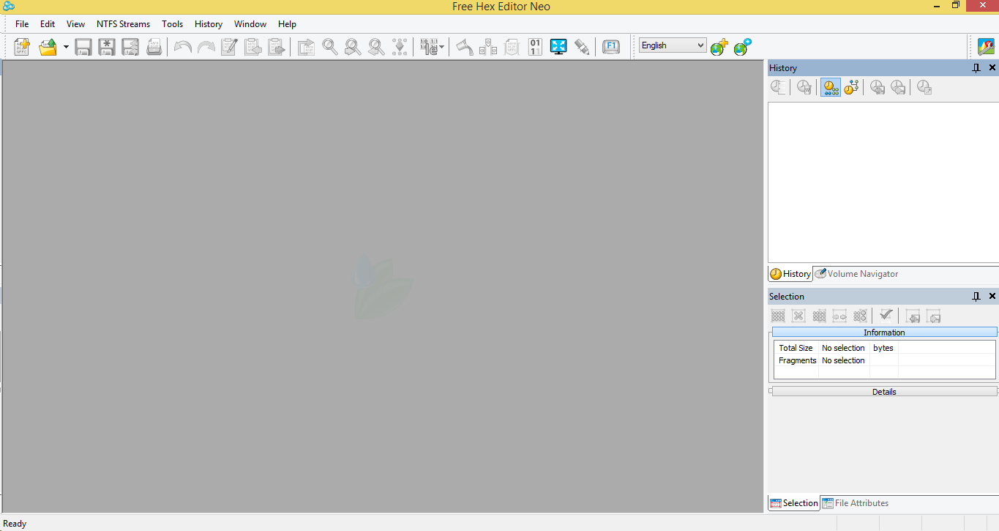 Free Hex Editor Neo
File Edit View NTFS Streams Tools History Window Help
01 11 F1 English
History
History Volume Navigator
Selection
Information
Total Size No selection bytes
Fragments No selection
Details
Selection File Attributes
Ready